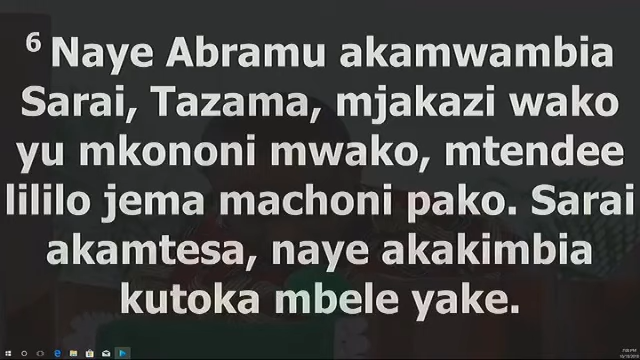 6 Naye Abramu akamwambia
Sarai, Tazama, mjakazi wako
yu mkononi mwako, mtendee
lililo jema machoni pako. Sarai
akamtesa, naye akakimbia
kutoka mbele yake.